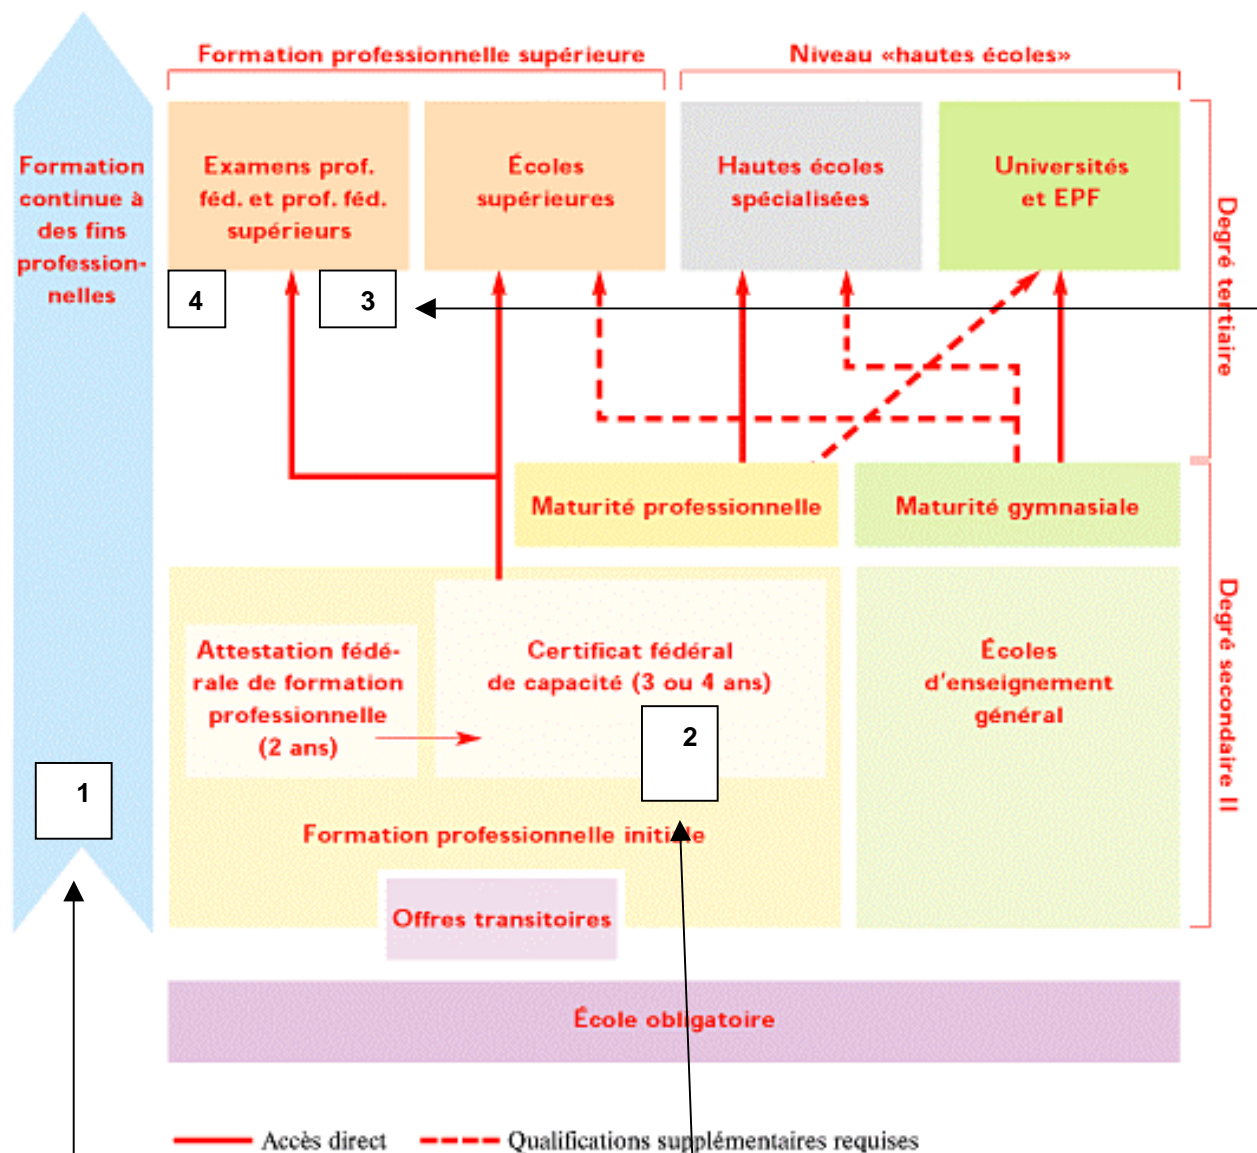 Formation professionnelle supérieure
Niveau «hautes écoles»
Formation
continue à
des fins
profession-
nelles
Examens prof.
féd. et prof. féd.
supérieurs
Écoles
supérieures
Hautes écoles
spécialisées
Universités
et EPF
Degré tertiaire
4
3
Maturité professionnelle
Maturité gymnasiale
Attestation fédé-
rale de formation
professionnelle
(2 ans)
Certificat fédéral
de capacité (3 ou 4 ans)
2
Écoles
d'enseignement
général
Degré secondaire II
1
Formation professionnelle initiale
Offres transitoires
École obligatoire
Accès direct
Qualifications supplémentaires requises